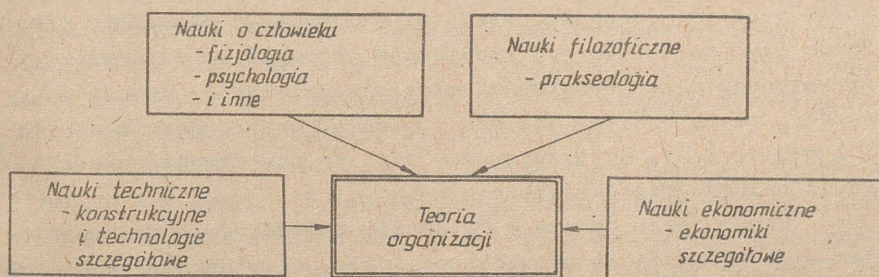 Nauki o człowieku
- fizjologia
- psychologia
- i inne
Nauki filozoficzne
- prakseologia
Nauki techniczne
- konstrukcyjne
i technologie
szczegółowe
Teoria
organizacji
Nauki ekonomiczne
- ekonomiki
szczegółowe